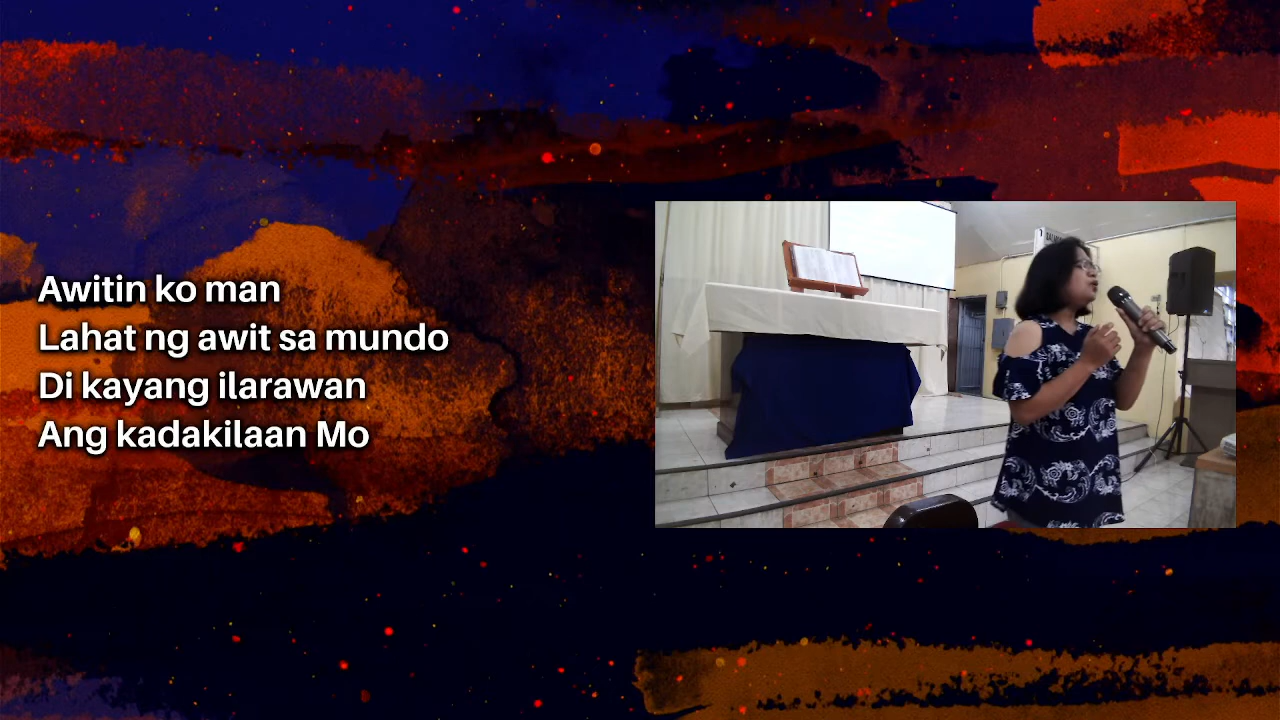 Awitin ko man
Lahat ng awit sa mundo
Di kayang ilarawan
Ang kadakilaan Mo